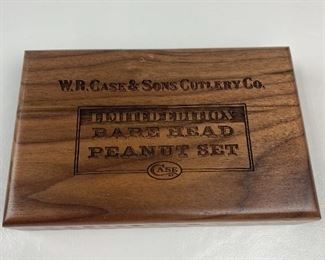 W.R. CASE & SONS CUTLERY CO.
LIMITED EDITION
BARE HEAD
PEANUT SET
CASE